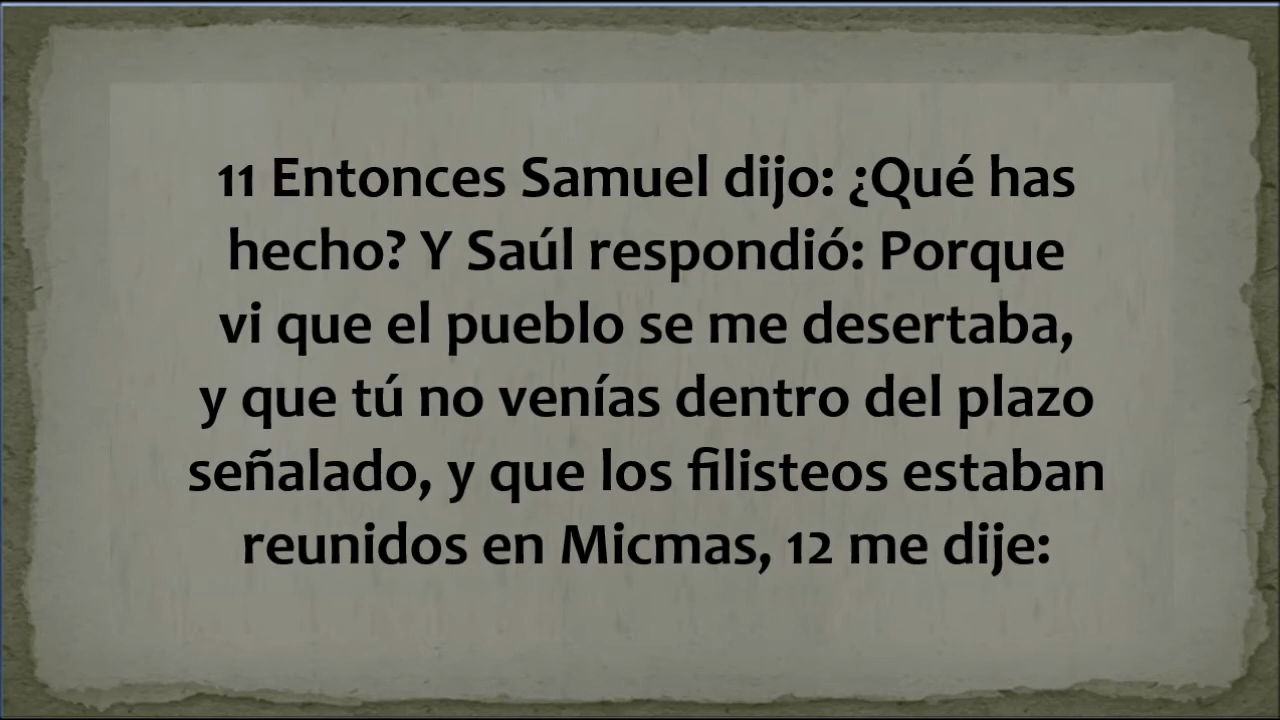 11 Entonces Samuel dijo: ¿Qué has
hecho? Y Saúl respondió: Porque
vi que el pueblo se me desertaba,
y que tú no venías dentro del plazo
señalado, y que los filisteos estaban
reunidos en Micmas, 12 me dije: